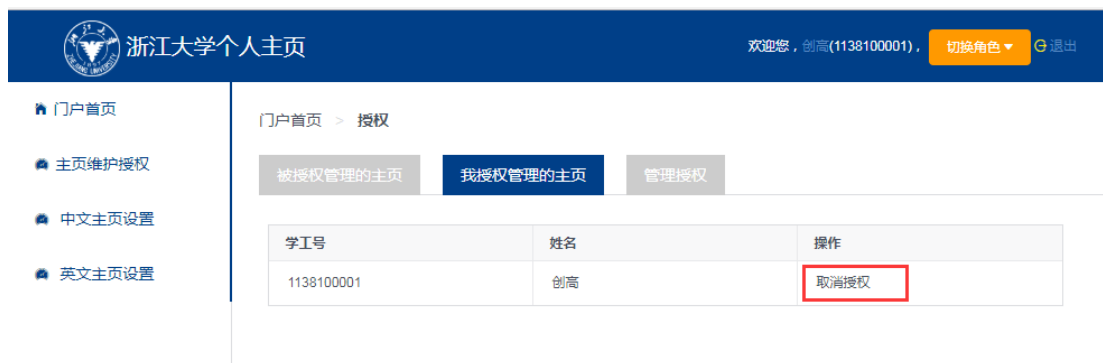 浙江大学个人主页
欢迎您，创高(1138100001)，
切换角色
退出
门户首页
主页维护授权
中文主页设置
英文主页设置
门户首页 > 授权
被授权管理的主页
我授权管理的主页
管理授权
学工号 姓名 操作
1138100001 创高 取消授权